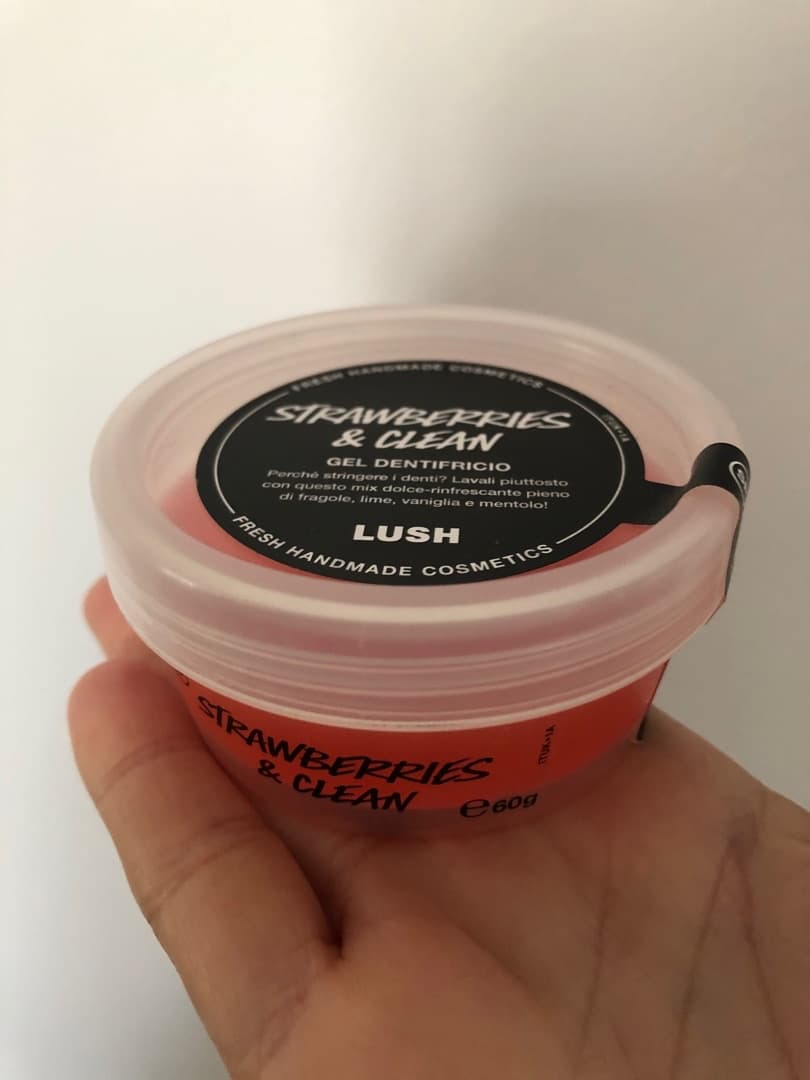 FRESH HANDMADE COSMETICS
STRAWBERRIES
& CLEAN
GEL DENTIFRICIO
Perché stringere i denti? Lavali piuttosto
con questo mix dolce-rinfrescante pieno
di fragole, lime, vaniglia e mentolo!
LUSH
FRESH HANDMADE COSMETICS
STRAWBERRIES
& CLEAN
℮60g